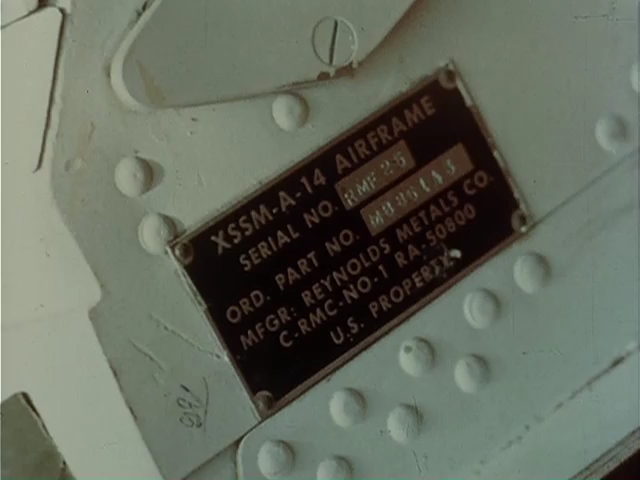 XSSM-A-14 AIRFRAME
SERIAL NO. RMF 25
ORD. PART NO.
MFGR: REYNOLDS METALS CO.
C-RMC-NO-1 RA-50800
U.S. PROPERTY